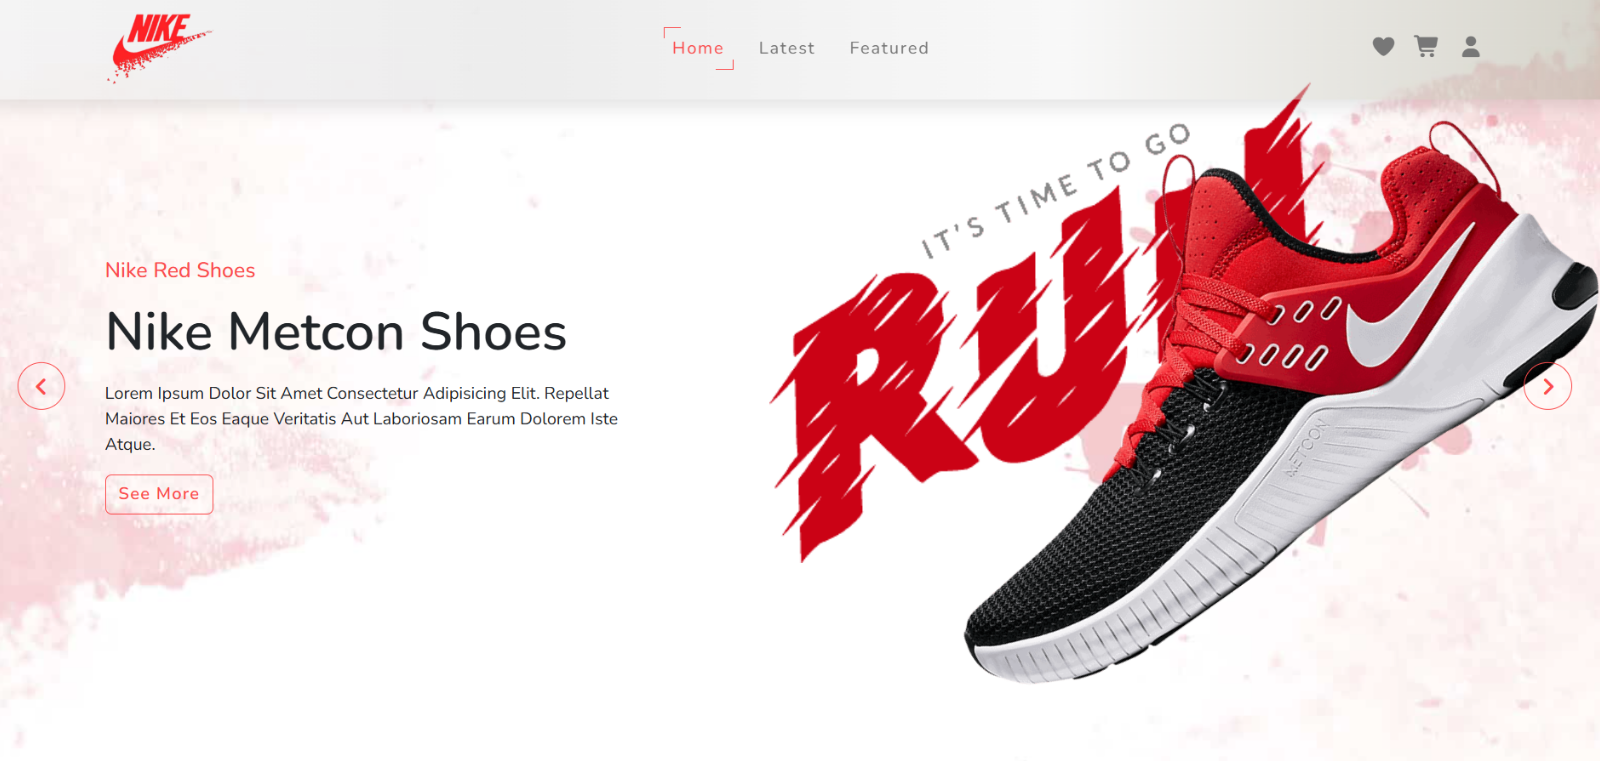 NIKE
Home
Latest
Featured
IT'S TIME TO GO
RUN
Nike Red Shoes
Nike Metcon Shoes
Lorem Ipsum Dolor Sit Amet Consectetur Adipisicing Elit. Repellat
Maiores Et Eos Eaque Veritatis Aut Laboriosam Earum Dolorem Iste
Atque.
See More
METCON